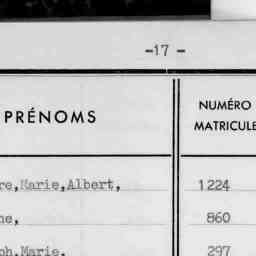 -17 -
PRÉNOMS
NUMÉRO
MATRICULE
re,Marie,Albert, 1224
ne, 860
ph,Marie, 297